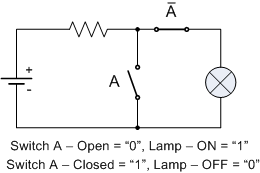 A̅
+
A
-
Switch A – Open = “0”, Lamp – ON = “1”
Switch A – Closed = “1”, Lamp – OFF = “0”